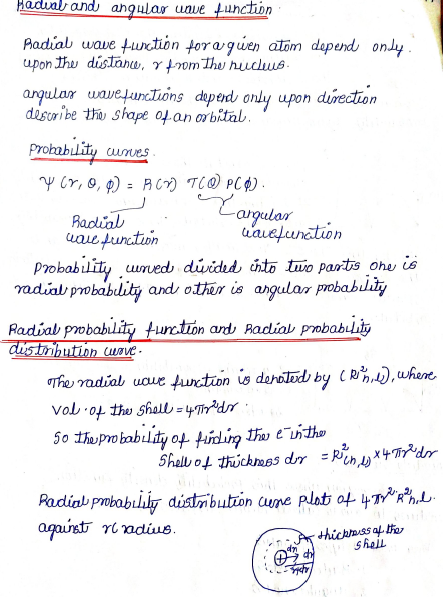 Radial and angular wave function
Radial wave function for a given atom depend only
upon the distance, r from the nucleus.
angular wavefunctions depend only upon direction
describe the shape of an orbital.
Probability curves.
Ψ (r, θ, φ) = R(r) T(θ) P(φ).
Radial
wave function
angular
wavefunction
Probability curved divided into two parts one is
radial probability and other is angular probability
Radial probability function and Radial probability
distribution curve.
The radial wave function is denoted by (R²n,l), where
vol. of the shell = 4πr²dr.
So the probability of finding the e⁻ in the
shell of thickness dr = R²(n,l) × 4πr²dr
Radial probability distribution curve plot of 4πr²R²n,l.
against r(radius.
thickness of the
shell
dr